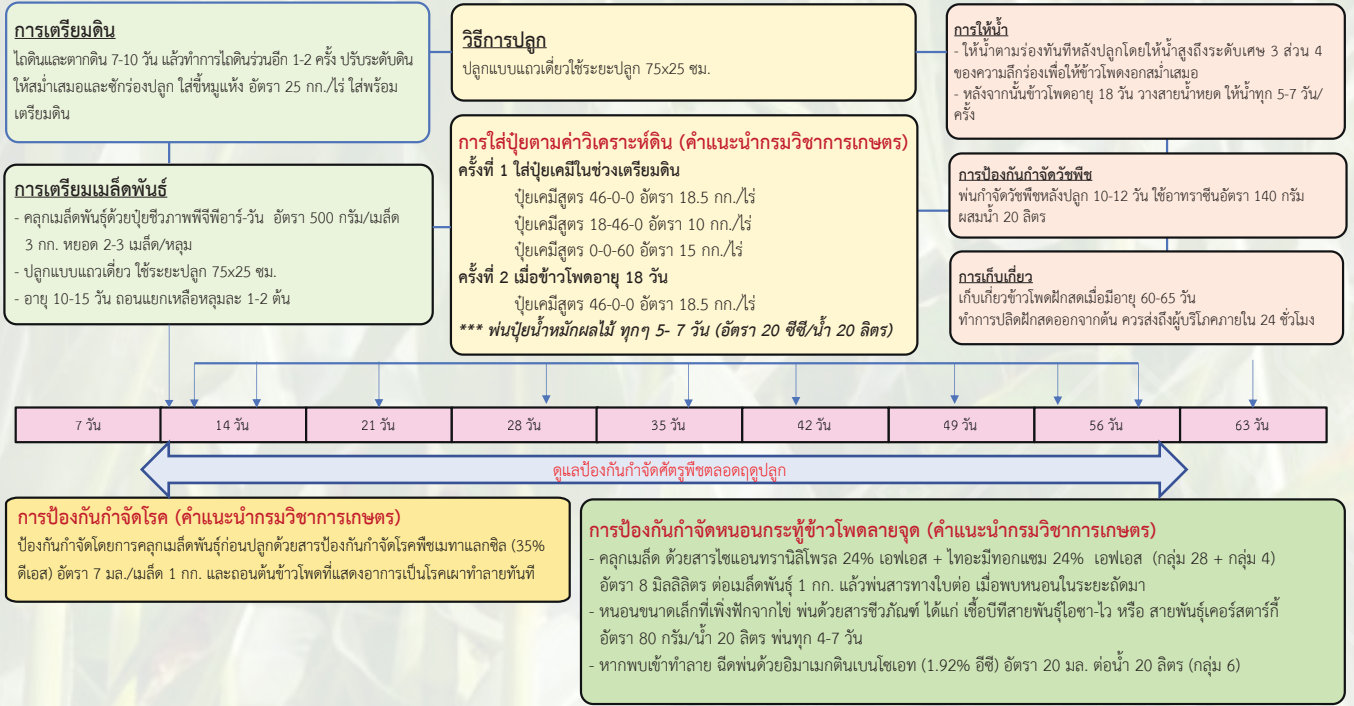 การเตรียมดิน
ไถดินและตากดิน 7-10 วัน แล้วทำการไถดินร่วนอีก 1-2 ครั้ง ปรับระดับดิน
ให้สม่ำเสมอและชักร่องปลูก ใส่ขี้หมูแห้ง อัตรา 25 กก./ไร่ ใส่พร้อม
เตรียมดิน
การเตรียมเมล็ดพันธุ์
- คลุกเมล็ดพันธุ์ด้วยปุ๋ยชีวภาพพีจีพีอาร์-วัน อัตรา 500 กรัม/เมล็ด
3 กก. หยอด 2-3 เมล็ด/หลุม
- ปลูกแบบแถวเดี่ยว ใช้ระยะปลูก 75x25 ซม.
- อายุ 10-15 วัน ถอนแยกเหลือหลุมละ 1-2 ต้น
วิธีการปลูก
ปลูกแบบแถวเดี่ยวใช้ระยะปลูก 75x25 ซม.
การใส่ปุ๋ยตามค่าวิเคราะห์ดิน (คำแนะนำกรมวิชาการเกษตร)
ครั้งที่ 1 ใส่ปุ๋ยเคมีในช่วงเตรียมดิน
ปุ๋ยเคมีสูตร 46-0-0 อัตรา 18.5 กก./ไร่
ปุ๋ยเคมีสูตร 18-46-0 อัตรา 10 กก./ไร่
ปุ๋ยเคมีสูตร 0-0-60 อัตรา 15 กก./ไร่
ครั้งที่ 2 เมื่อข้าวโพดอายุ 18 วัน
ปุ๋ยเคมีสูตร 46-0-0 อัตรา 18.5 กก./ไร่
*** พ่นปุ๋ยน้ำหมักผลไม้ ทุกๆ 5- 7 วัน (อัตรา 20 ซีซี/น้ำ 20 ลิตร)
การให้น้ำ
- ให้น้ำตามร่องทันทีหลังปลูกโดยให้น้ำสูงถึงระดับเศษ 3 ส่วน 4
ของความลึกร่องเพื่อให้ข้าวโพดงอกสม่ำเสมอ
- หลังจากนั้นข้าวโพดอายุ 18 วัน วางสายน้ำหยด ให้น้ำทุก 5-7 วัน/
ครั้ง
การป้องกันกำจัดวัชพืช
พ่นกำจัดวัชพืชหลังปลูก 10-12 วัน ใช้อาทราซีนอัตรา 140 กรัม
ผสมน้ำ 20 ลิตร
การเก็บเกี่ยว
เก็บเกี่ยวข้าวโพดฝักสดเมื่อมีอายุ 60-65 วัน
ทำการปลิดฝักสดออกจากต้น ควรส่งถึงผู้บริโภคภายใน 24 ชั่วโมง
7 วัน
14 วัน
21 วัน
28 วัน
35 วัน
42 วัน
49 วัน
56 วัน
63 วัน
ดูแลป้องกันกำจัดศัตรูพืชตลอดฤดูปลูก
การป้องกันกำจัดโรค (คำแนะนำกรมวิชาการเกษตร)
ป้องกันกำจัดโดยการคลุกเมล็ดพันธุ์ก่อนปลูกด้วยสารป้องกันกำจัดโรคพืชเมทาแลกซิล (35%
ดีเอส) อัตรา 7 มล./เมล็ด 1 กก. และถอนต้นข้าวโพดที่แสดงอาการเป็นโรคเผาทำลายทันที
การป้องกันกำจัดหนอนกระทู้ข้าวโพดลายจุด (คำแนะนำกรมวิชาการเกษตร)
- คลุกเมล็ด ด้วยสารไซแอนทรานิลิโพรล 24% เอฟเอส + ไทอะมีทอกแซม 24% เอฟเอส (กลุ่ม 28 + กลุ่ม 4)
อัตรา 8 มิลลิลิตร ต่อเมล็ดพันธุ์ 1 กก. แล้วพ่นสารทางใบต่อ เมื่อพบหนอนในระยะถัดมา
- หนอนขนาดเล็กที่เพิ่งฟักจากไข่ พ่นด้วยสารชีวภัณฑ์ ได้แก่ เชื้อบีทีสายพันธุ์ไอซา-ไว หรือ สายพันธุ์เคอร์สตาร์กี้
อัตรา 80 กรัม/น้ำ 20 ลิตร พ่นทุก 4-7 วัน
- หากพบเข้าทำลาย ฉีดพ่นด้วยอิมาเมกตินเบนโซเอท (1.92% อีซี) อัตรา 20 มล. ต่อน้ำ 20 ลิตร (กลุ่ม 6)